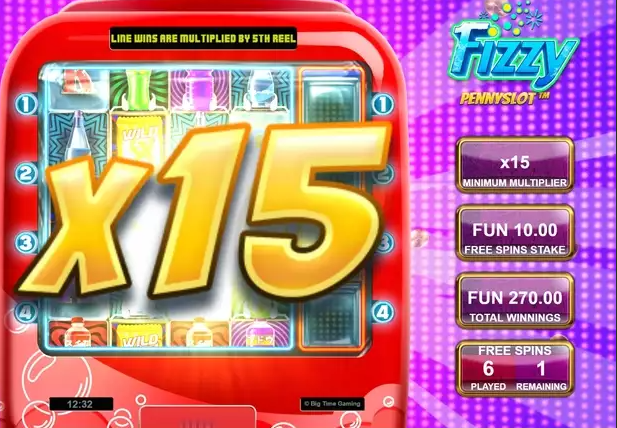 LINE WINS ARE MULTIPLIED BY 5TH REEL
Fizzy
PENNYSLOT™
1
1
WILD
2
2
x15
3
3
4
4
WILD
x15
MINIMUM MULTIPLIER
FUN 10.00
FREE SPINS STAKE
FUN 270.00
TOTAL WINNINGS
FREE SPINS
6 1
PLAYED REMAINING
12:32
© Big Time Gaming